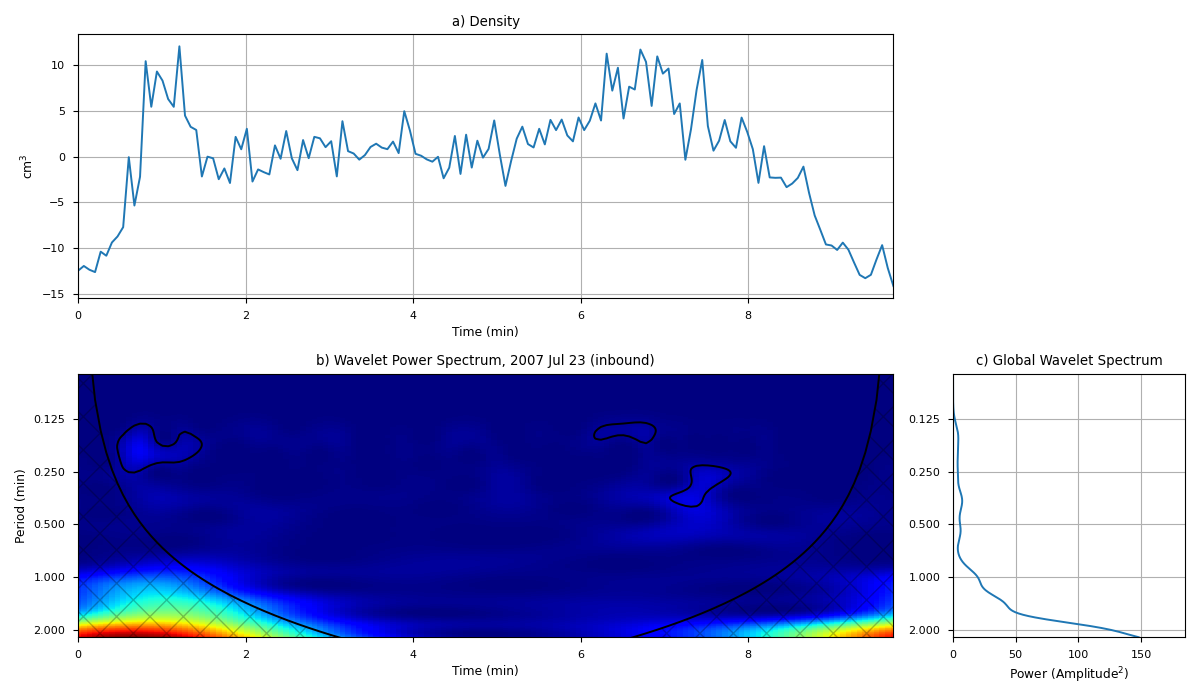 a) Density
10
5
0
−5
−10
−15
cm³
0 2 4 6 8
Time (min)
b) Wavelet Power Spectrum, 2007 Jul 23 (inbound)
0.125
0.250
0.500
1.000
2.000
Period (min)
0 2 4 6 8
Time (min)
c) Global Wavelet Spectrum
0.125
0.250
0.500
1.000
2.000
0 50 100 150
Power (Amplitude²)